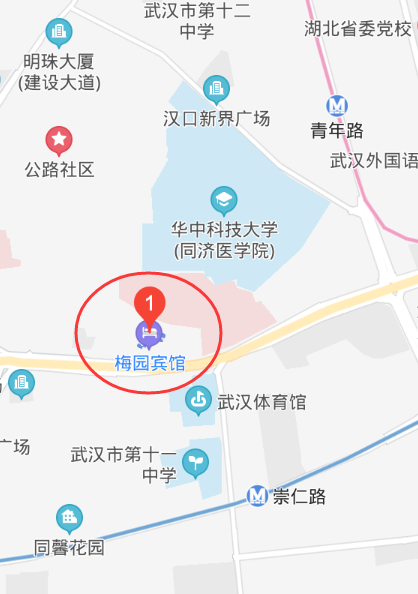 武汉市第十二
中学
湖北省委党校
明珠大厦
(建设大道)
汉口新界广场
M
青年路
公路社区
武汉外国语
华中科技大学
(同济医学院)
1
梅园宾馆
武汉体育馆
广场
武汉市第十一
中学
M
崇仁路
同馨花园